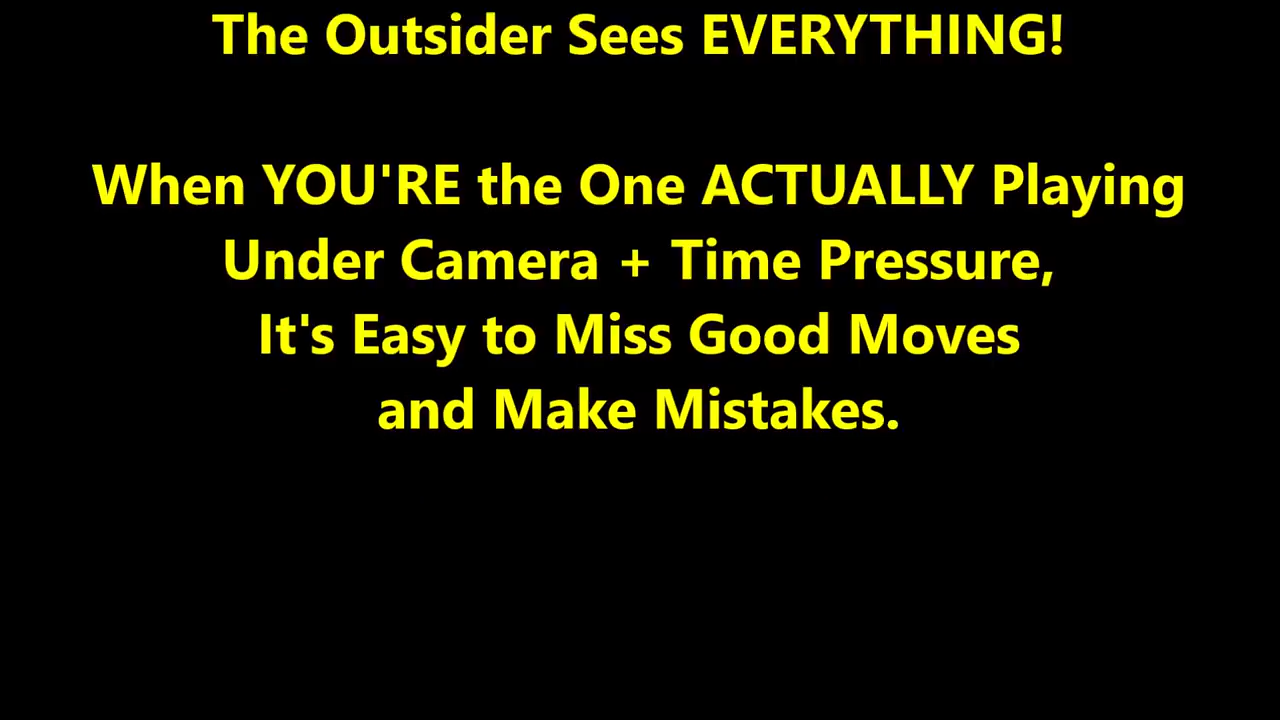 The Outsider Sees EVERYTHING!
When YOU'RE the One ACTUALLY Playing
Under Camera + Time Pressure,
It's Easy to Miss Good Moves
and Make Mistakes.